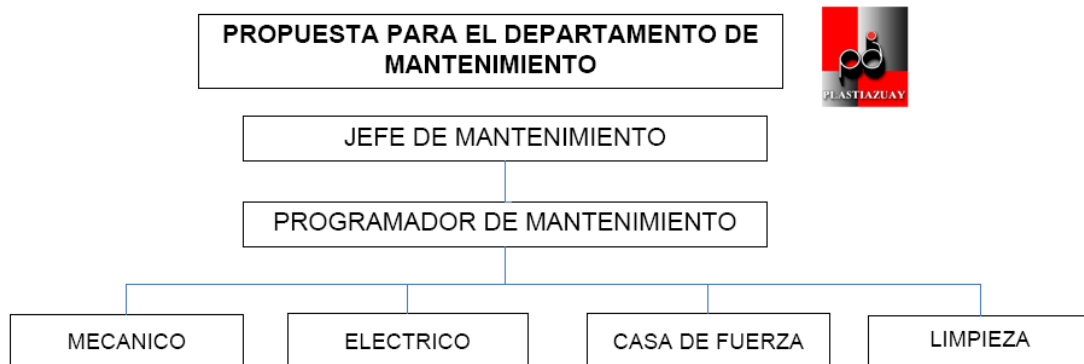 PROPUESTA PARA EL DEPARTAMENTO DE
MANTENIMIENTO
PLASTIAZUAY
JEFE DE MANTENIMIENTO
PROGRAMADOR DE MANTENIMIENTO
MECANICO
ELECTRICO
CASA DE FUERZA
LIMPIEZA